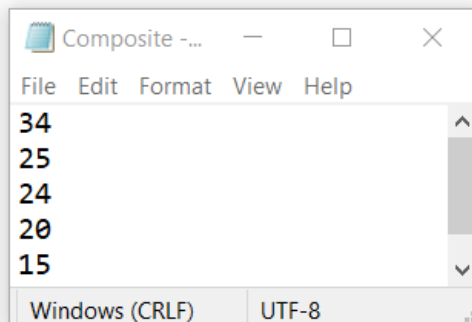 Composite -...
File Edit Format View Help
34
25
24
20
15
Windows (CRLF) UTF-8